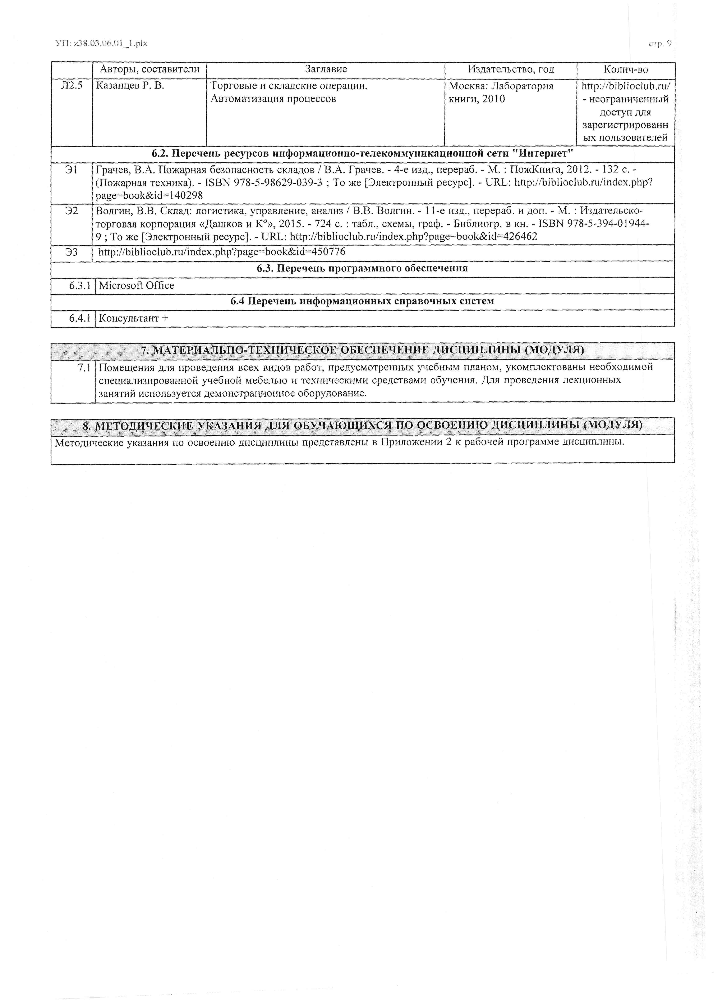 УП: z38.03.06.01_1.plx
стр. 9
Авторы, составители Заглавие Издательство, год Колич-во
Л2.5 Казанцев Р. В. Торговые и складские операции. Москва: Лаборатория http://biblioclub.ru/
Автоматизация процессов книги, 2010 - неограниченный
доступ для
зарегистрированн
ых пользователей
6.2. Перечень ресурсов информационно-телекоммуникационной сети "Интернет"
Э1 Грачев, В.А. Пожарная безопасность складов / В.А. Грачев. - 4-е изд., перераб. - М. : ПожКнига, 2012. - 132 с. -
(Пожарная техника). - ISBN 978-5-98629-039-3 ; То же [Электронный ресурс]. - URL: http://biblioclub.ru/index.php?
page=book&id=140298
Э2 Волгин, В.В. Склад: логистика, управление, анализ / В.В. Волгин. - 11-е изд., перераб. и доп. - М. : Издательско-
торговая корпорация «Дашков и К°», 2015. - 724 с. : табл., схемы, граф. - Библиогр. в кн. - ISBN 978-5-394-01944-
9 ; То же [Электронный ресурс]. - URL: http://biblioclub.ru/index.php?page=book&id=426462
Э3 http://biblioclub.ru/index.php?page=book&id=450776
6.3. Перечень программного обеспечения
6.3.1 Microsoft Office
6.4 Перечень информационных справочных систем
6.4.1 Консультант +
7. МАТЕРИАЛЬНО-ТЕХНИЧЕСКОЕ ОБЕСПЕЧЕНИЕ ДИСЦИПЛИНЫ (МОДУЛЯ)
7.1 Помещения для проведения всех видов работ, предусмотренных учебным планом, укомплектованы необходимой
специализированной учебной мебелью и техническими средствами обучения. Для проведения лекционных
занятий используется демонстрационное оборудование.
8. МЕТОДИЧЕСКИЕ УКАЗАНИЯ ДЛЯ ОБУЧАЮЩИХСЯ ПО ОСВОЕНИЮ ДИСЦИПЛИНЫ (МОДУЛЯ)
Методические указания по освоению дисциплины представлены в Приложении 2 к рабочей программе дисциплины.